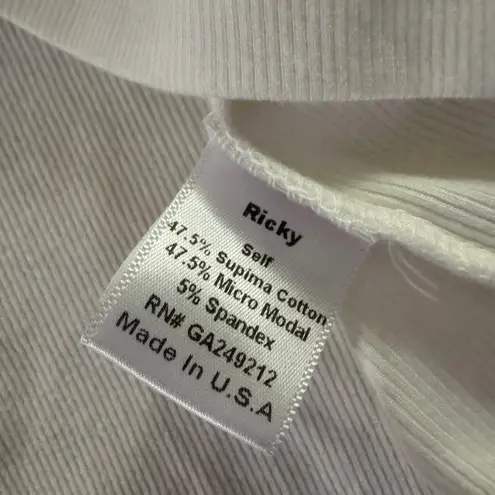 Ricky
Self
47.5% Supima Cotton
47.5% Micro Modal
5% Spandex
RN# GA249212
Made In U.S.A